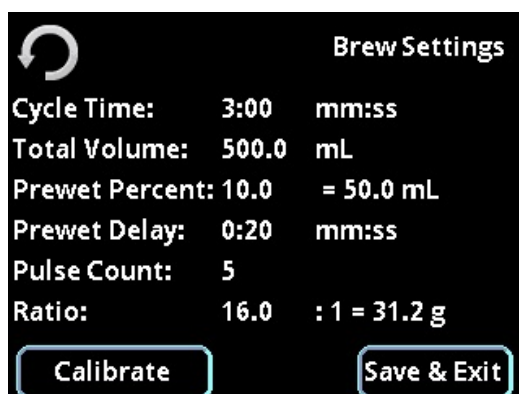 Brew Settings
Cycle Time: 3:00 mm:ss
Total Volume: 500.0 mL
Prewet Percent: 10.0 = 50.0 mL
Prewet Delay: 0:20 mm:ss
Pulse Count: 5
Ratio: 16.0 : 1 = 31.2 g
Calibrate Save & Exit